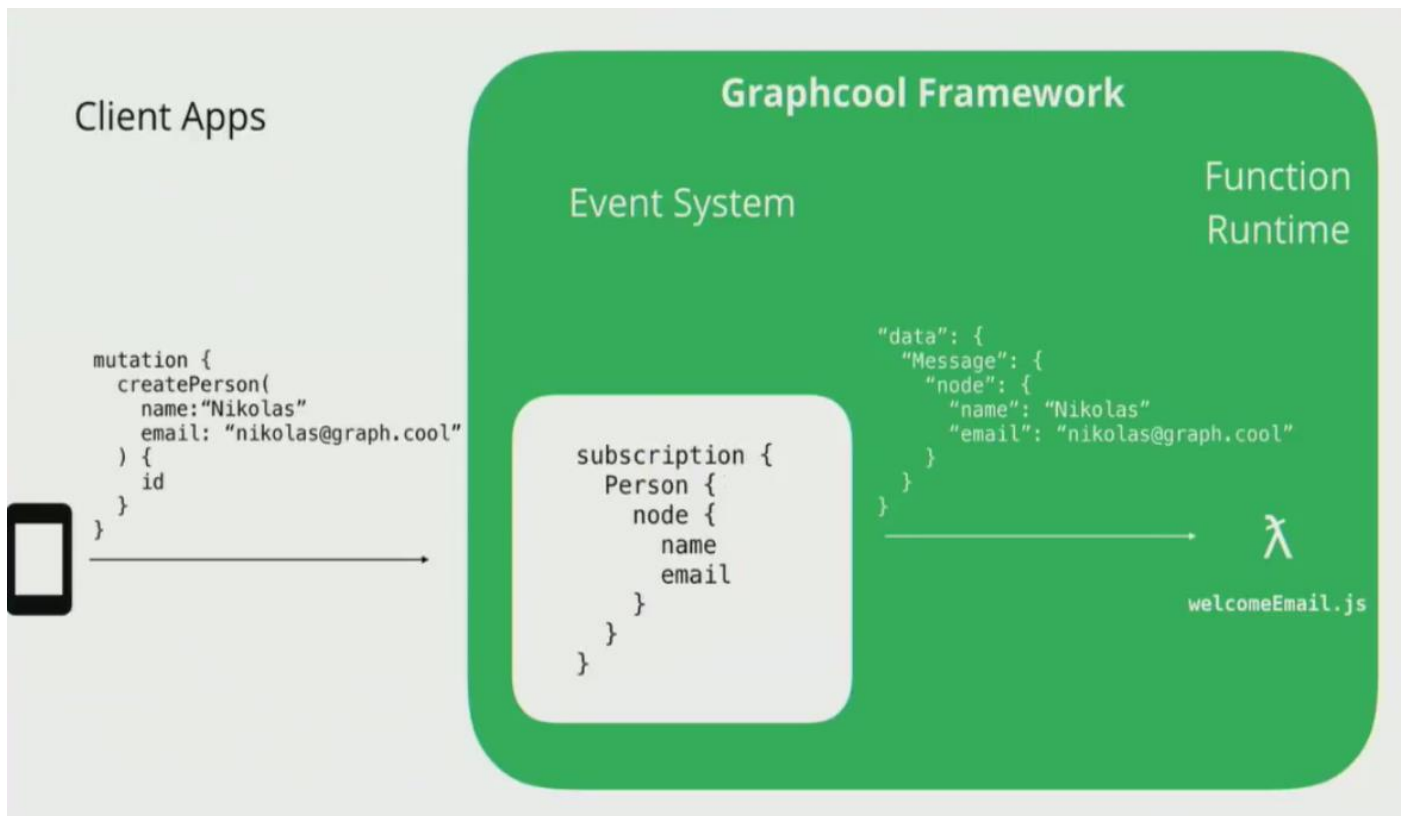 Client Apps
mutation {
createPerson(
name:“Nikolas”
email: “nikolas@graph.cool”
) {
id
}
}
Graphcool Framework
Event System
subscription {
Person {
node {
name
email
}
}
}
Function
Runtime
“data”: {
“Message”: {
“node”: {
“name”: “Nikolas”
“email”: “nikolas@graph.cool”
}
}
}
λ
welcomeEmail.js